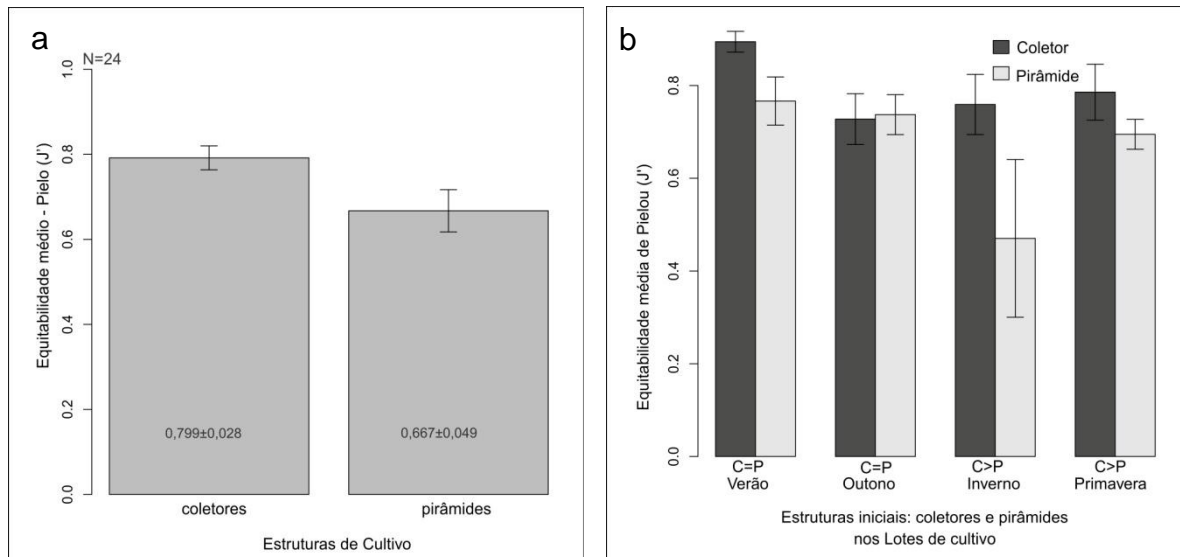 a
N=24
Equitabilidade médio - Pielo (J')
1.0
0.8
0.6
0.4
0.2
0.0
0,799±0,028
0,667±0,049
coletores
pirâmides
Estruturas de Cultivo
b
Coletor
Pirâmide
Equitabilidade média de Pielou (J')
0.8
0.6
0.4
0.2
0.0
C=P
C=P
C>P
C>P
Verão
Outono
Inverno
Primavera
Estruturas iniciais: coletores e pirâmides
nos Lotes de cultivo